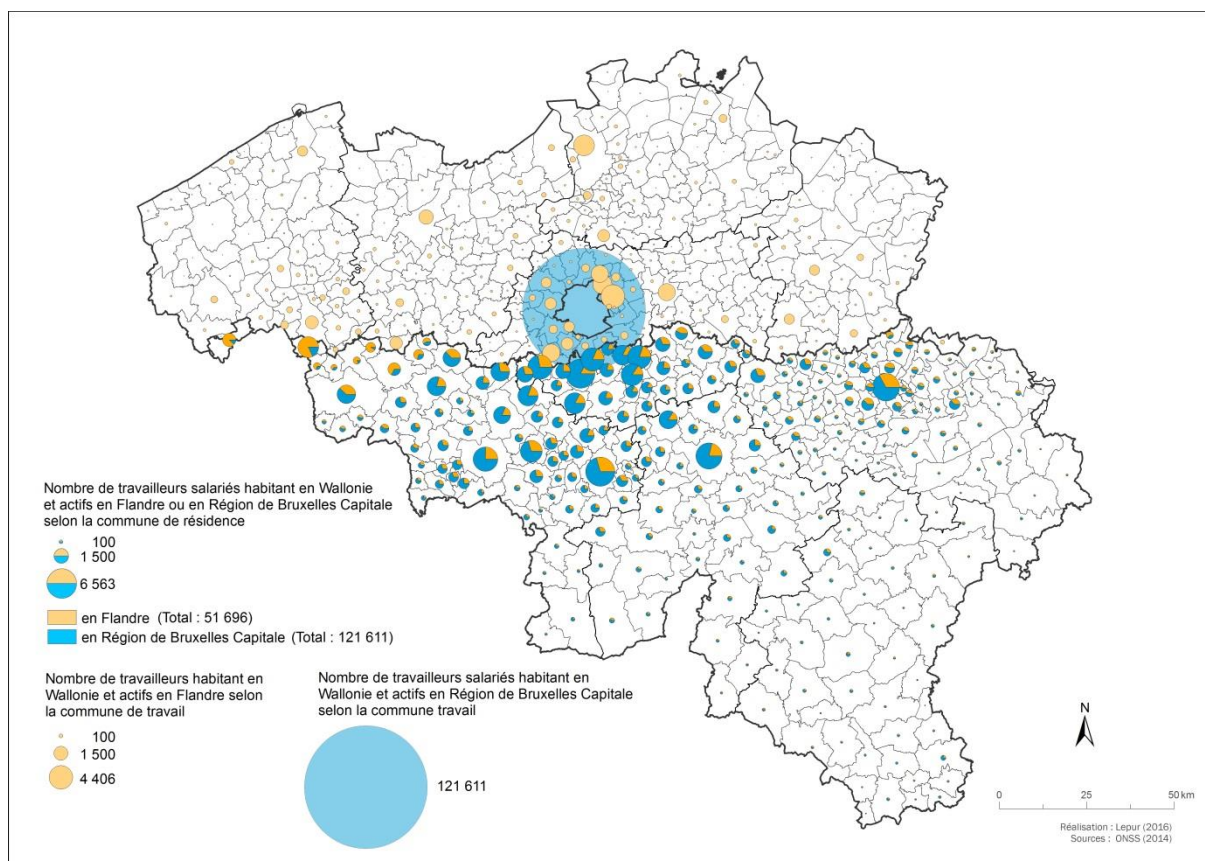 Nombre de travailleurs salariés habitant en Wallonie
et actifs en Flandre ou en Région de Bruxelles Capitale
selon la commune de résidence
100
1 500
6 563
en Flandre (Total : 51 696)
en Région de Bruxelles Capitale (Total : 121 611)
Nombre de travailleurs habitant en
Wallonie et actifs en Flandre selon
la commune de travail
100
1 500
4 406
Nombre de travailleurs salariés habitant en
Wallonie et actifs en Région de Bruxelles Capitale
selon la commune travail
121 611
N
0 25 50 km
Réalisation : Lepur (2016)
Sources : ONSS (2014)